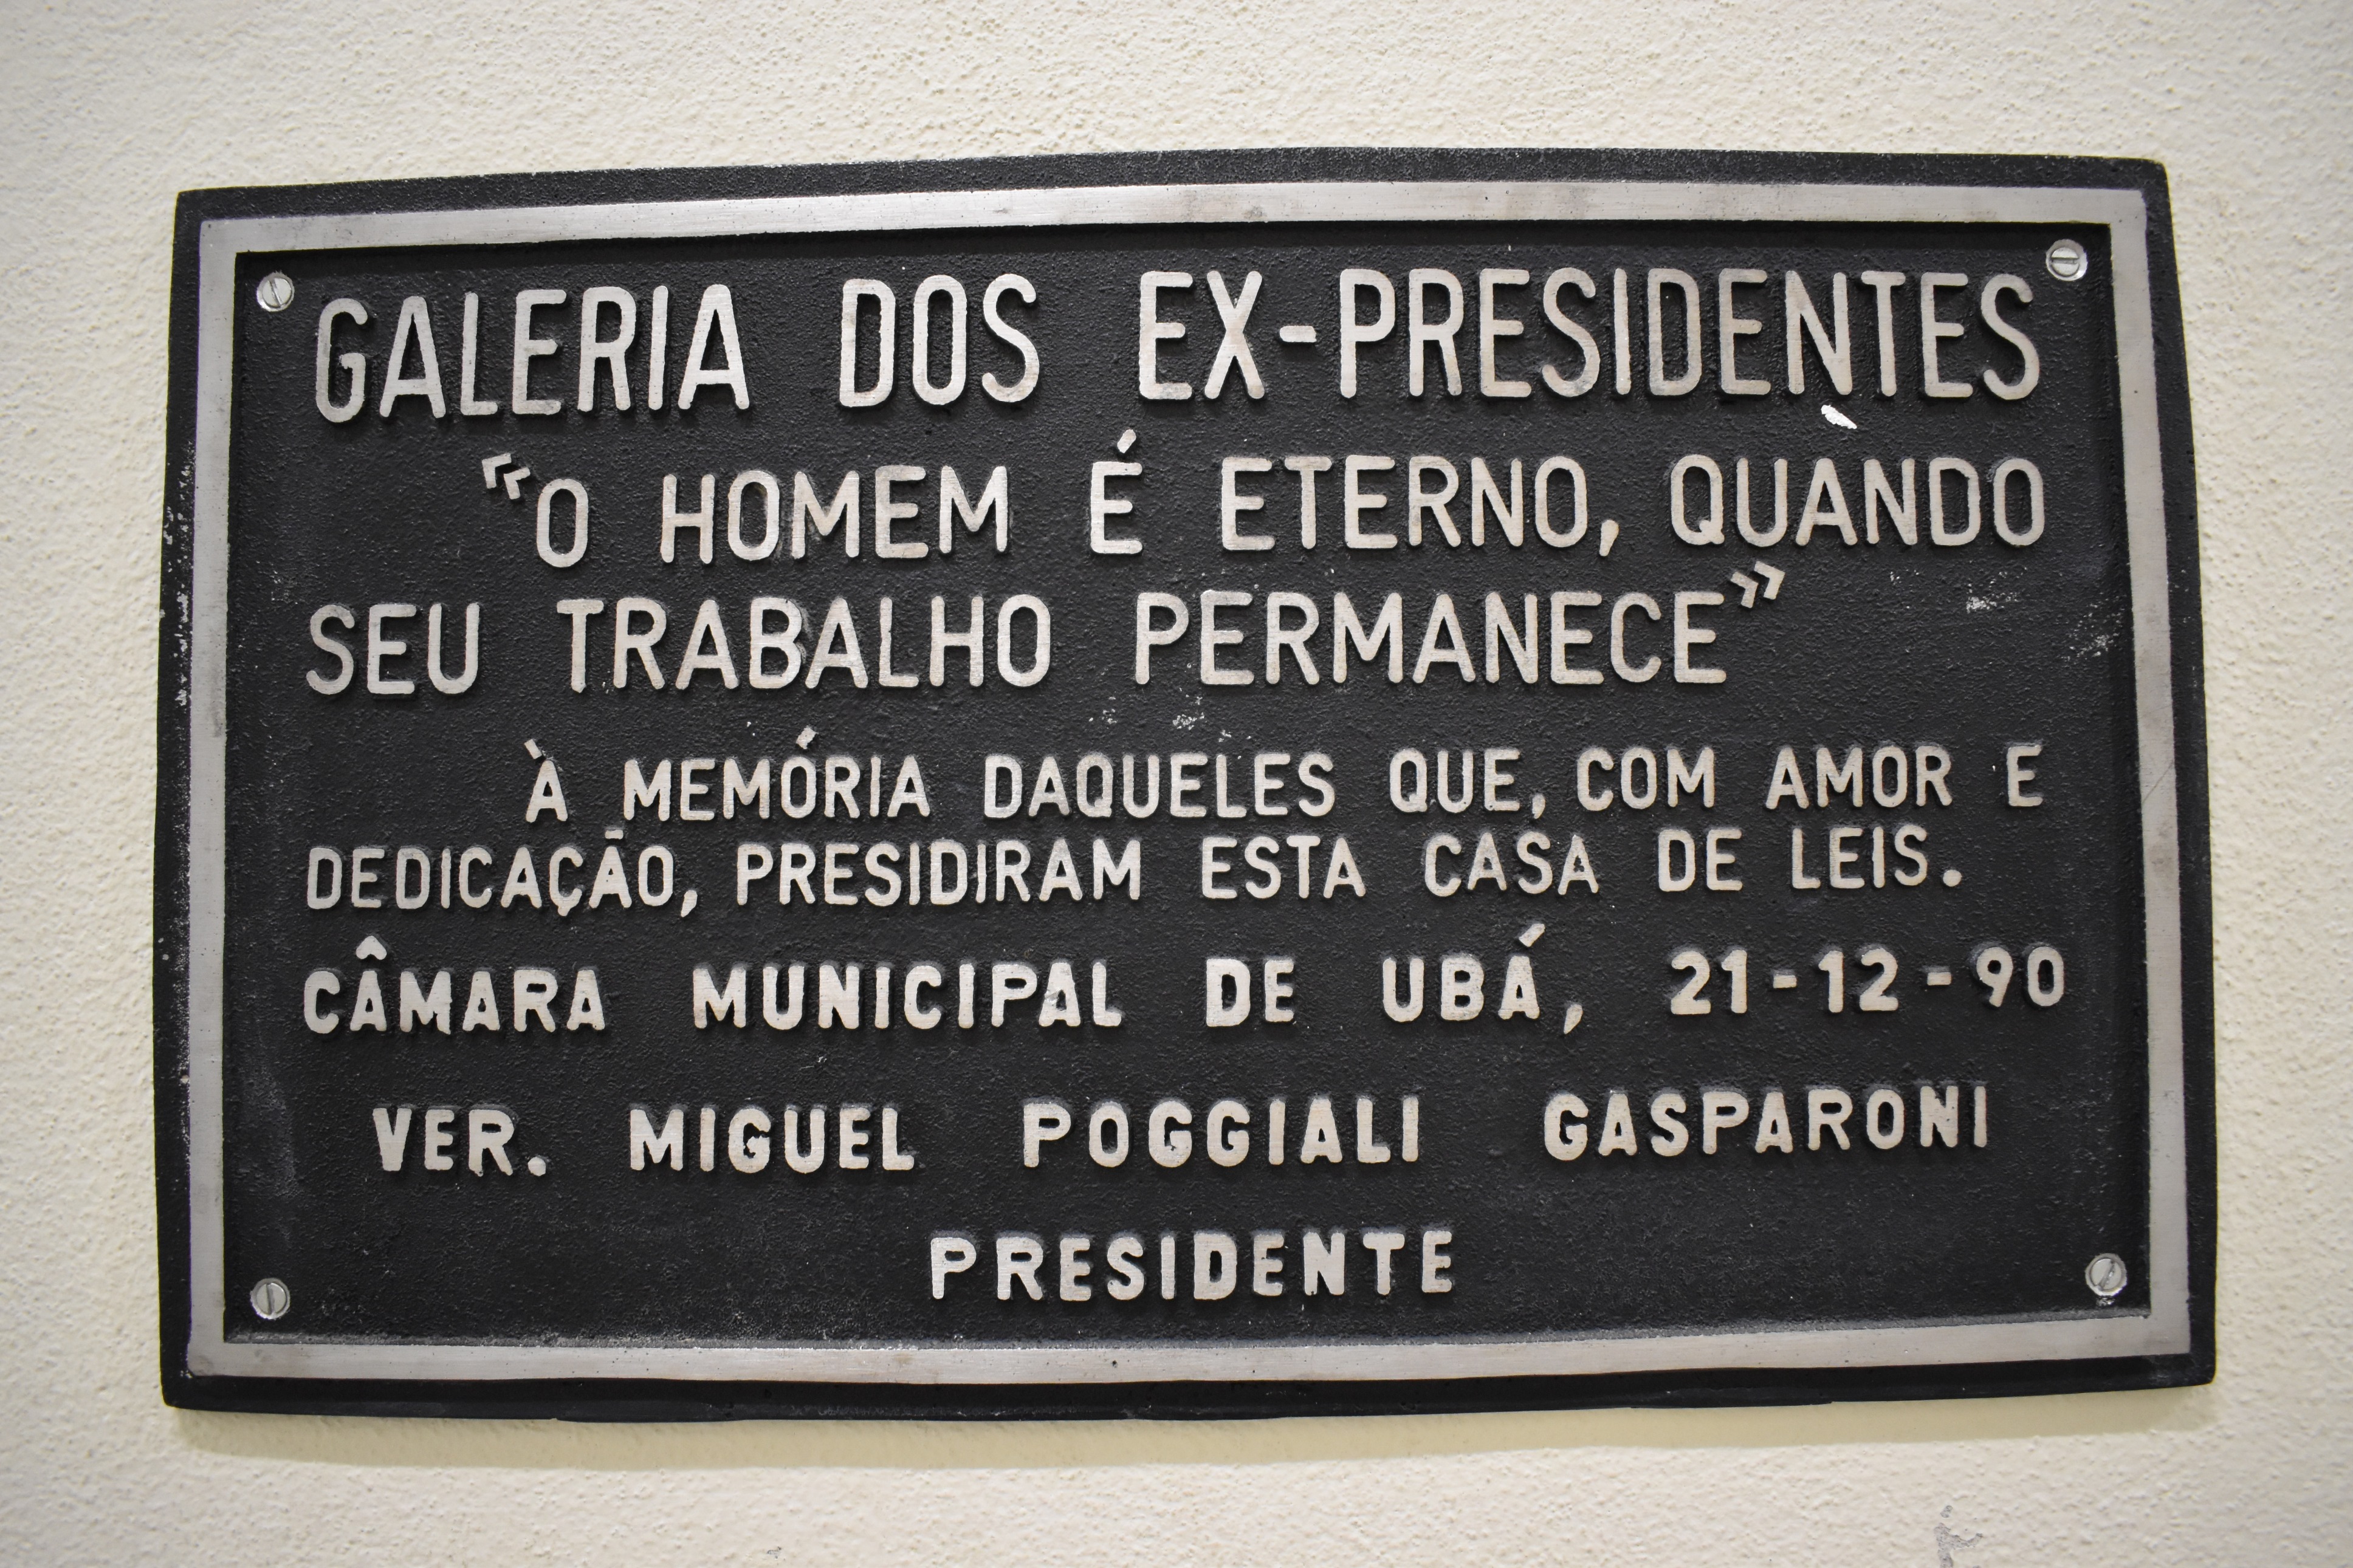 GALERIA DOS EX-PRESIDENTES
«O HOMEM É ETERNO, QUANDO
SEU TRABALHO PERMANECE»
À MEMÓRIA DAQUELES QUE, COM AMOR E
DEDICAÇÃO, PRESIDIRAM ESTA CASA DE LEIS.
CÂMARA MUNICIPAL DE UBÁ, 21-12-90
VER. MIGUEL POGGIALI GASPARONI
PRESIDENTE